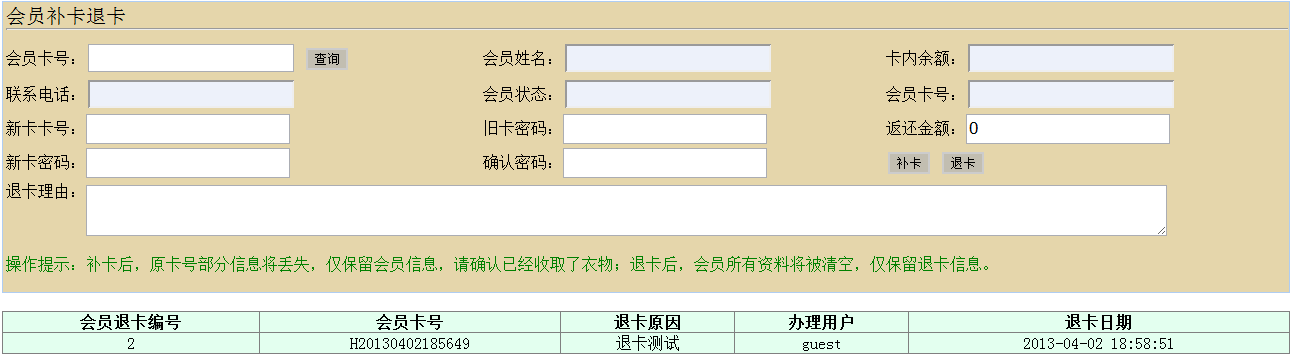 会员补卡退卡
会员卡号： 查询 会员姓名： 卡内余额：
联系电话： 会员状态： 会员卡号：
新卡卡号： 旧卡密码： 返还金额： 0
新卡密码： 确认密码： 补卡 退卡
退卡理由：
操作提示：补卡后，原卡号部分信息将丢失，仅保留会员信息，请确认已经收取了衣物；退卡后，会员所有资料将被清空，仅保留退卡信息。
会员退卡编号 会员卡号 退卡原因 办理用户 退卡日期
2 H20130402185649 退卡测试 guest 2013-04-02 18:58:51